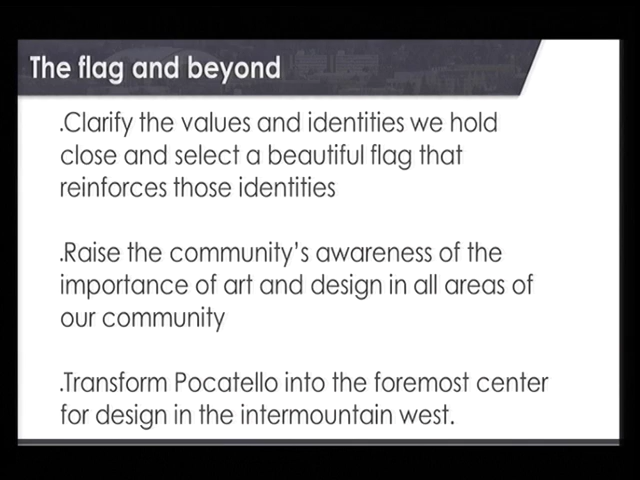 The flag and beyond
.Clarify the values and identities we hold
close and select a beautiful flag that
reinforces those identities
.Raise the community's awareness of the
importance of art and design in all areas of
our community
.Transform Pocatello into the foremost center
for design in the intermountain west.